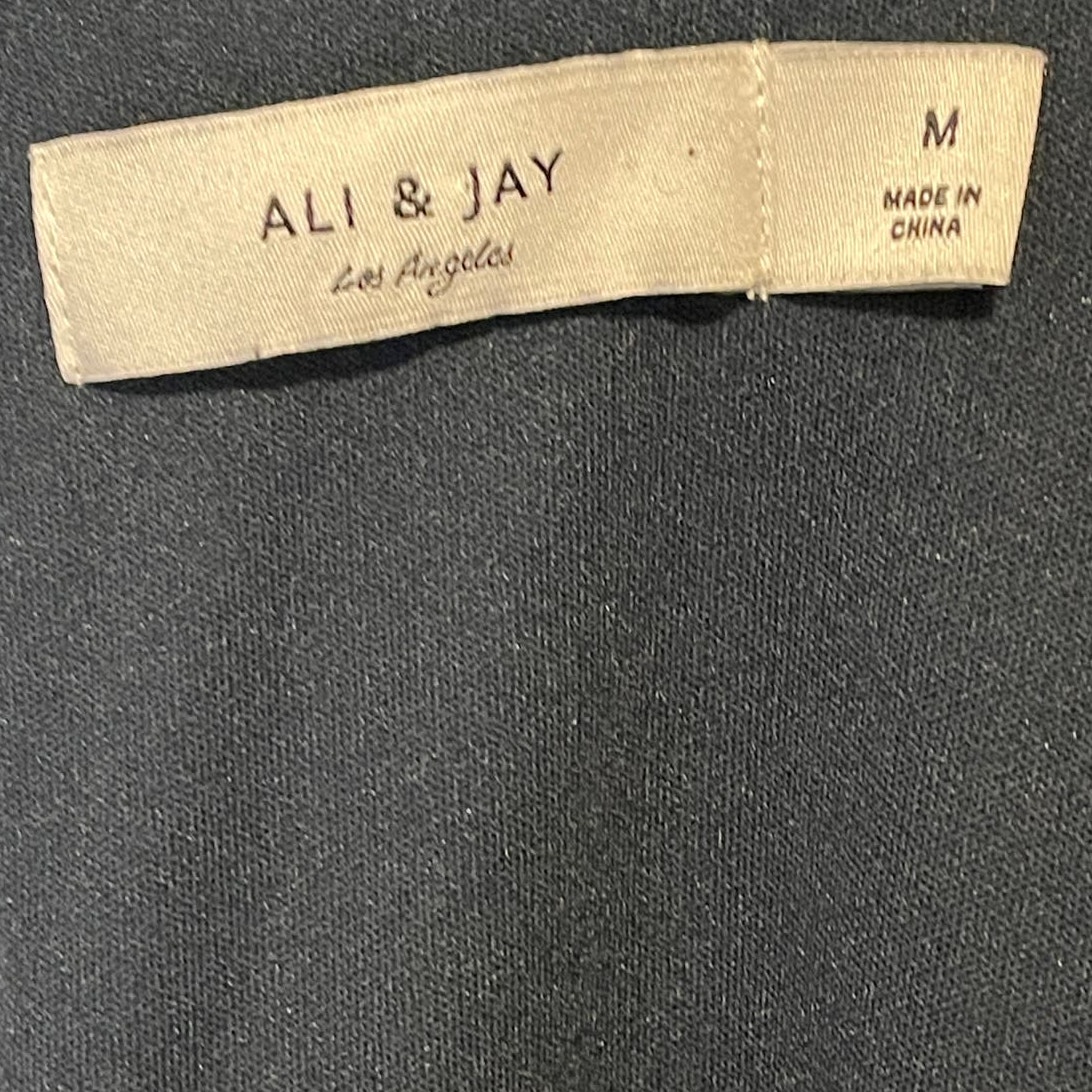 ALI & JAY
Los Angeles
M
MADE IN
CHINA